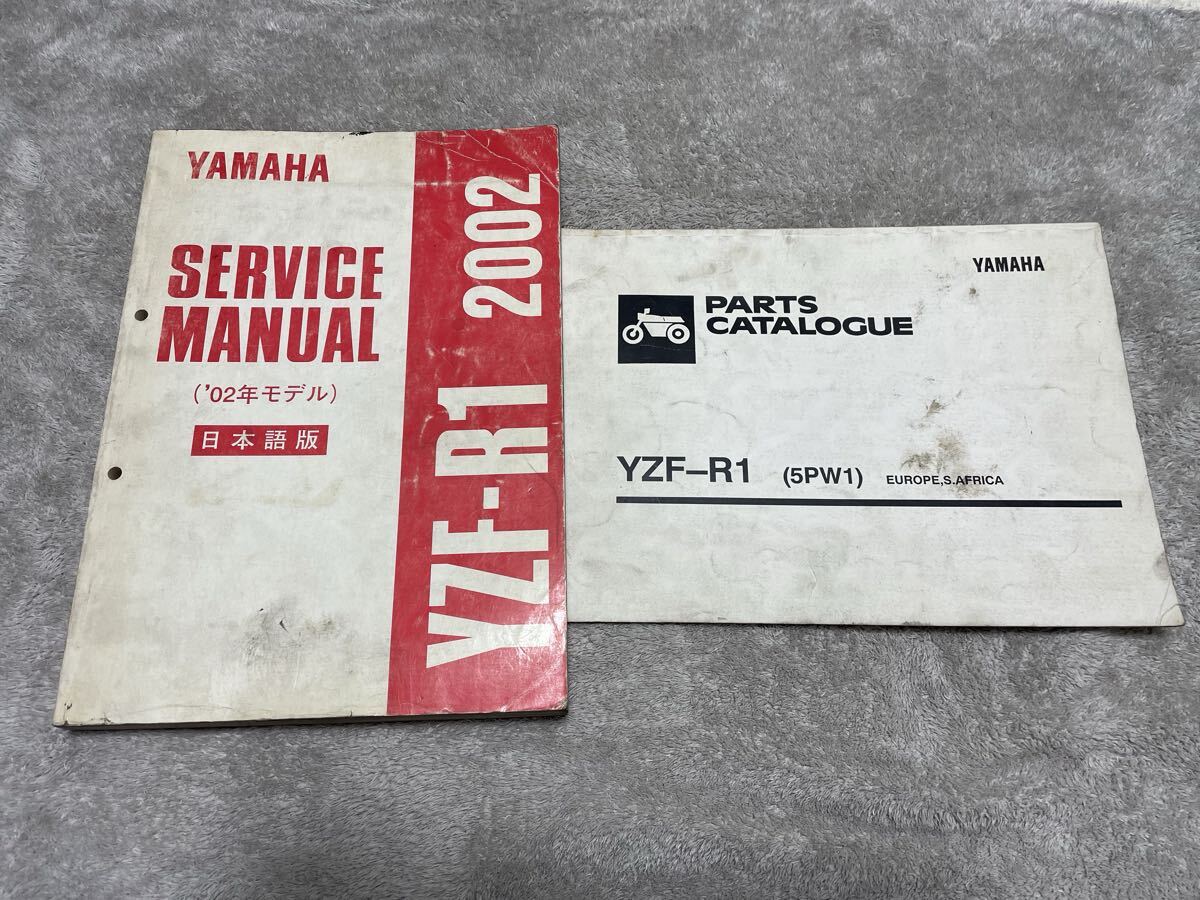 YAMAHA
SERVICE
MANUAL
('02年モデル)
日本語版
YZF-R1 2002
YAMAHA
PARTS
CATALOGUE
YZF–R1 (5PW1) EUROPE,S.AFRICA